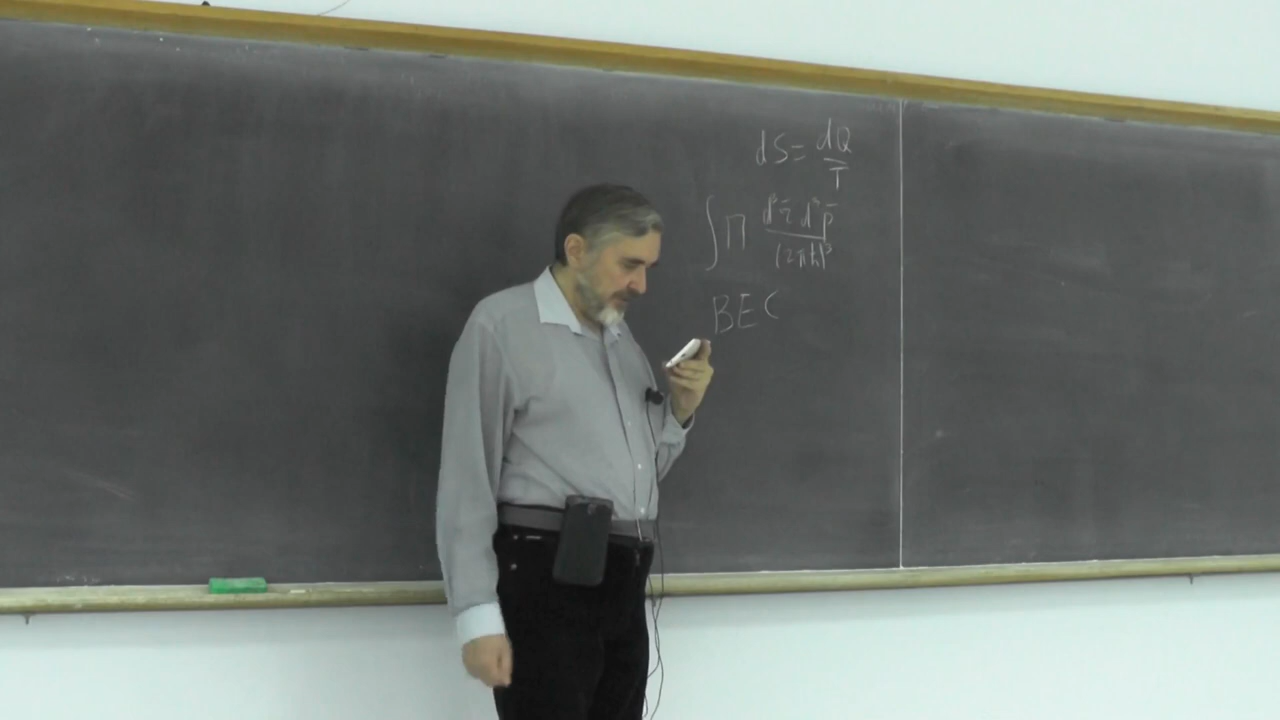 dS = dQ/T
∫ Π d³r̄ d³p̄/(2πħ)³
BEC